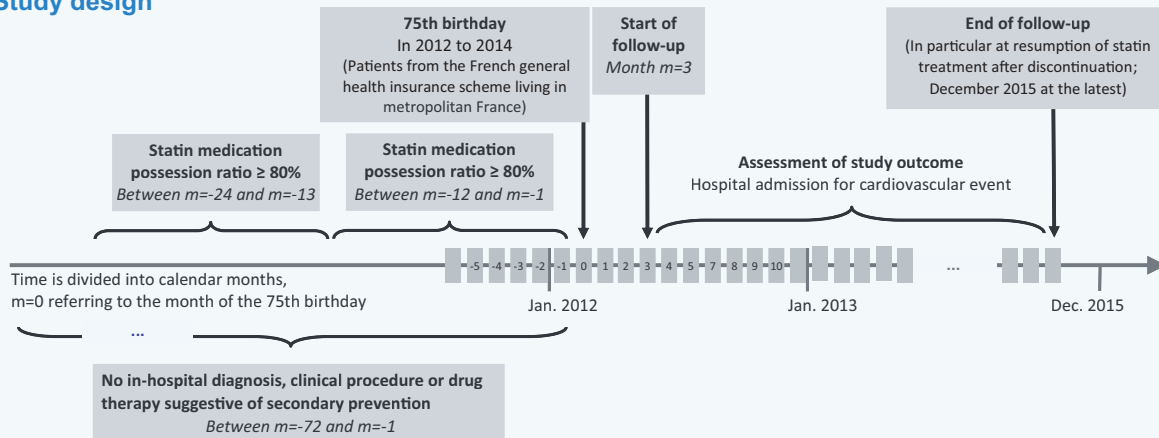 Study design
75th birthday
In 2012 to 2014
(Patients from the French general
health insurance scheme living in
metropolitan France)
Start of
follow-up
Month m=3
End of follow-up
(In particular at resumption of statin
treatment after discontinuation;
December 2015 at the latest)
Statin medication
possession ratio ≥ 80%
Between m=-24 and m=-13
Statin medication
possession ratio ≥ 80%
Between m=-12 and m=-1
Assessment of study outcome
Hospital admission for cardiovascular event
-5 -4 -3 -2 -1 0 1 2 3 4 5 7 8 9 10 ...
Time is divided into calendar months,
m=0 referring to the month of the 75th birthday
Jan. 2012
Jan. 2013
Dec. 2015
...
No in-hospital diagnosis, clinical procedure or drug
therapy suggestive of secondary prevention
Between m=-72 and m=-1